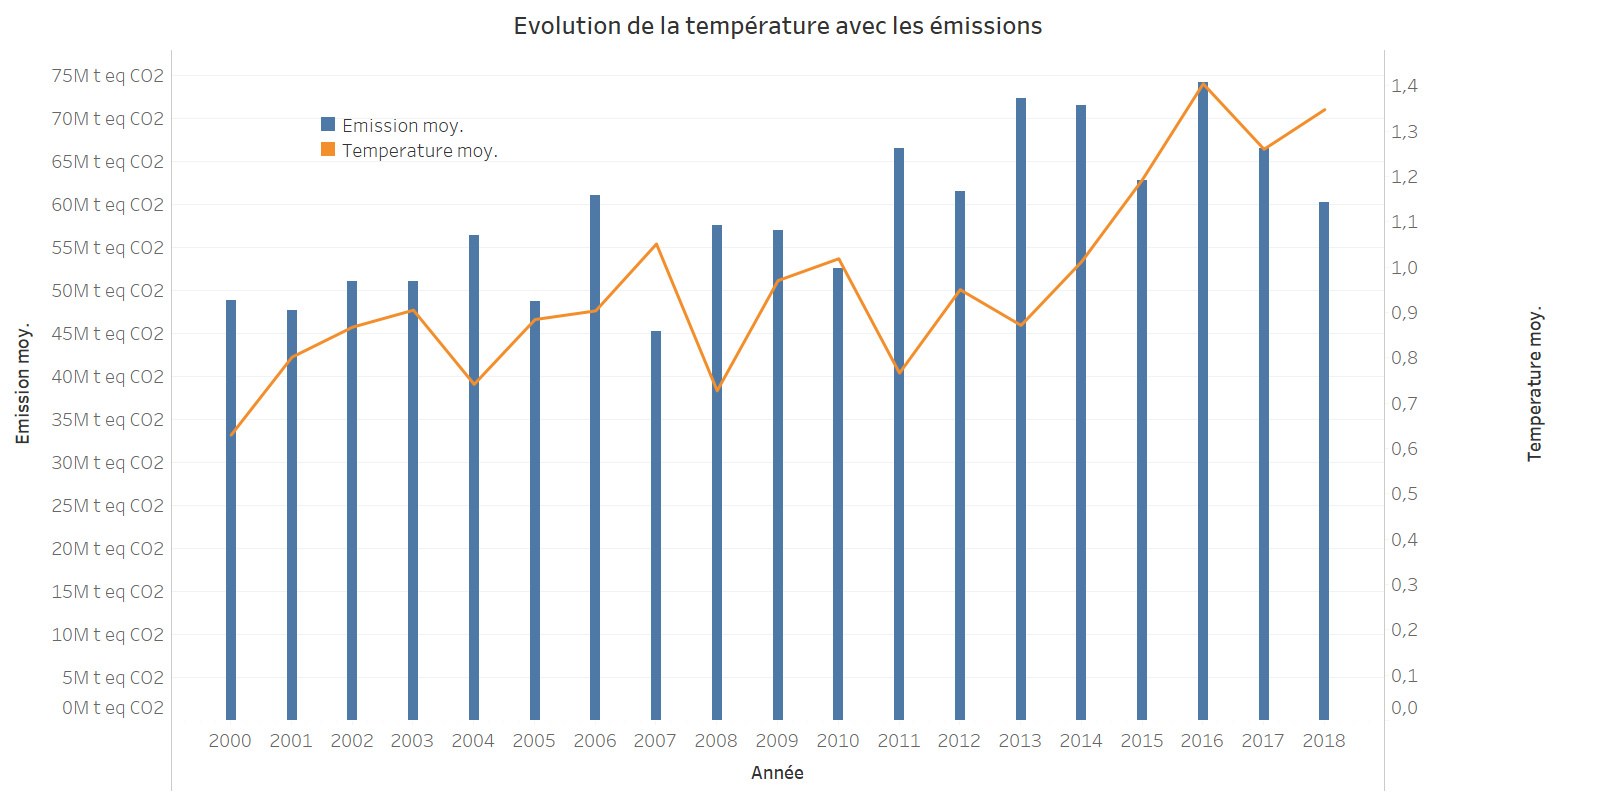 Evolution de la température avec les émissions
Emission moy.
Temperature moy.
75M t eq CO2
70M t eq CO2
65M t eq CO2
60M t eq CO2
55M t eq CO2
50M t eq CO2
45M t eq CO2
40M t eq CO2
35M t eq CO2
30M t eq CO2
25M t eq CO2
20M t eq CO2
15M t eq CO2
10M t eq CO2
5M t eq CO2
0M t eq CO2
Emission moy.
1,4
1,3
1,2
1,1
1,0
0,9
0,8
0,7
0,6
0,5
0,4
0,3
0,2
0,1
0,0
Temperature moy.
2000 2001 2002 2003 2004 2005 2006 2007 2008 2009 2010 2011 2012 2013 2014 2015 2016 2017 2018
Année